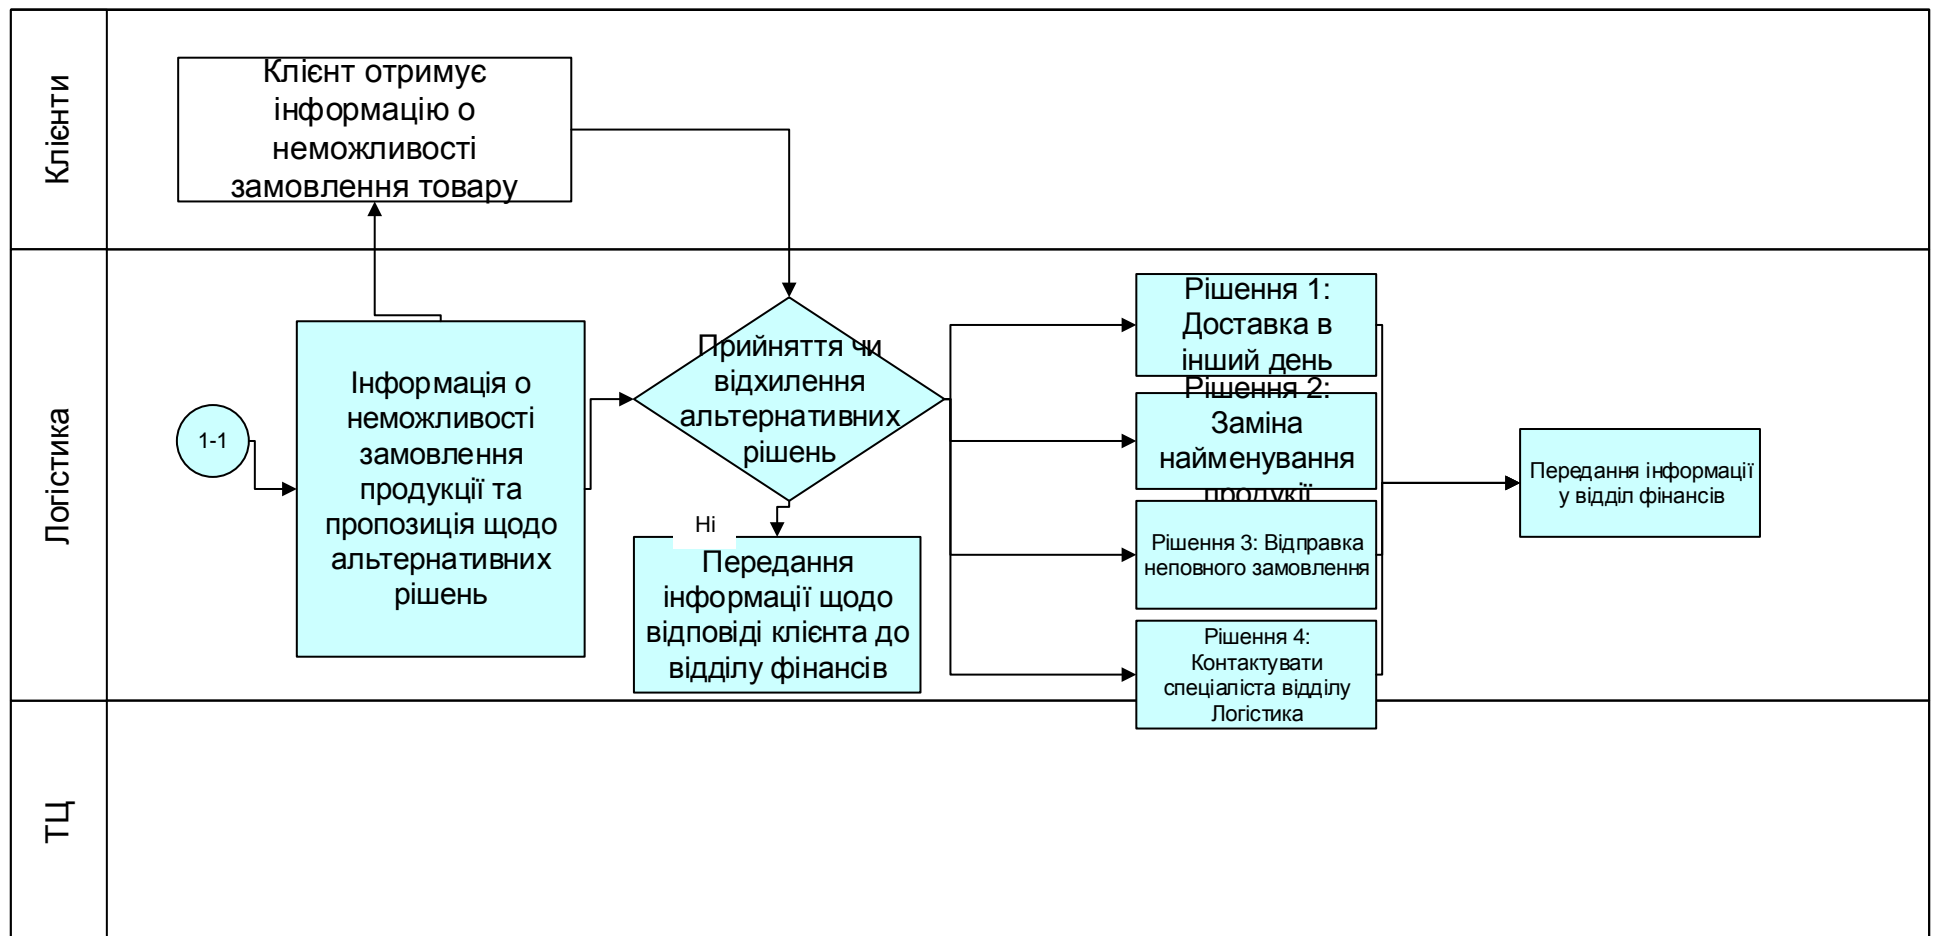 Клієнти
Клієнт отримує
інформацію о
неможливості
замовлення товару
Логістика
1-1
Інформація о
неможливості
замовлення
продукції та
пропозиція щодо
альтернативних
рішень
Прийняття чи
відхилення
альтернативних
рішень
Ні
Передання
інформації щодо
відповіді клієнта до
відділу фінансів
Рішення 1:
Доставка в
інший день
Рішення 2:
Заміна
найменування
продукії
Рішення 3: Відправка
неповного замовлення
Рішення 4:
Контактувати
спеціаліста відділу
Логістика
Передання інформації
у відділ фінансів
ТЦ